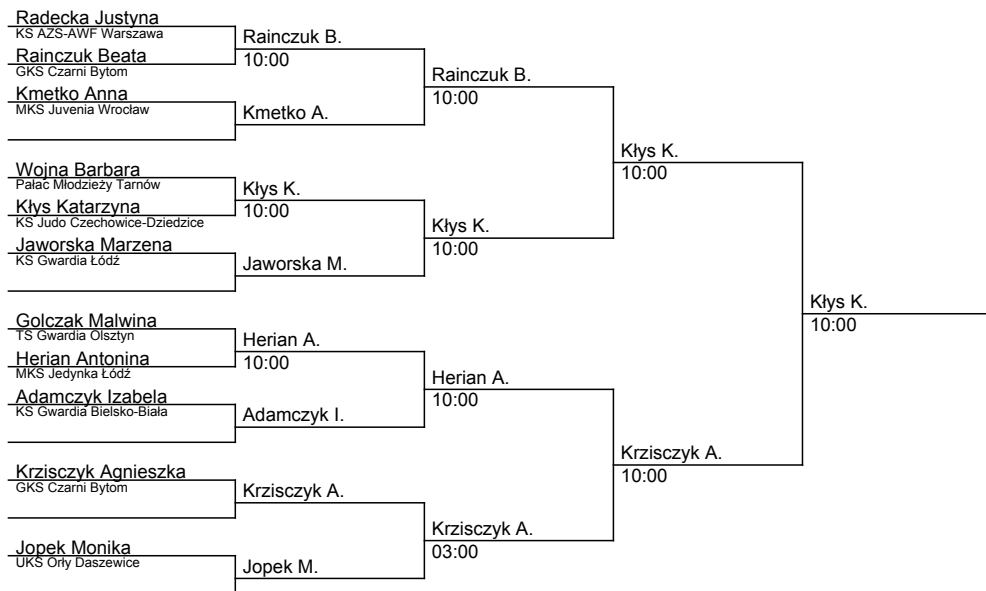 Radecka Justyna
KS AZS-AWF Warszawa
Rainczuk Beata
GKS Czarni Bytom
Kmetko Anna
MKS Juvenia Wrocław
Wojna Barbara
Pałac Młodzieży Tarnów
Kłys Katarzyna
KS Judo Czechowice-Dziedzice
Jaworska Marzena
KS Gwardia Łódź
Golczak Malwina
TS Gwardia Olsztyn
Herian Antonina
MKS Jedynka Łódź
Adamczyk Izabela
KS Gwardia Bielsko-Biała
Krzisczyk Agnieszka
GKS Czarni Bytom
Jopek Monika
UKS Orły Daszewice
Rainczuk B.
10:00
Kmetko A.
Kłys K.
10:00
Jaworska M.
Herian A.
10:00
Adamczyk I.
Krzisczyk A.
Jopek M.
Rainczuk B.
10:00
Kłys K.
10:00
Herian A.
10:00
Krzisczyk A.
03:00
Kłys K.
10:00
Krzisczyk A.
10:00
Kłys K.
10:00